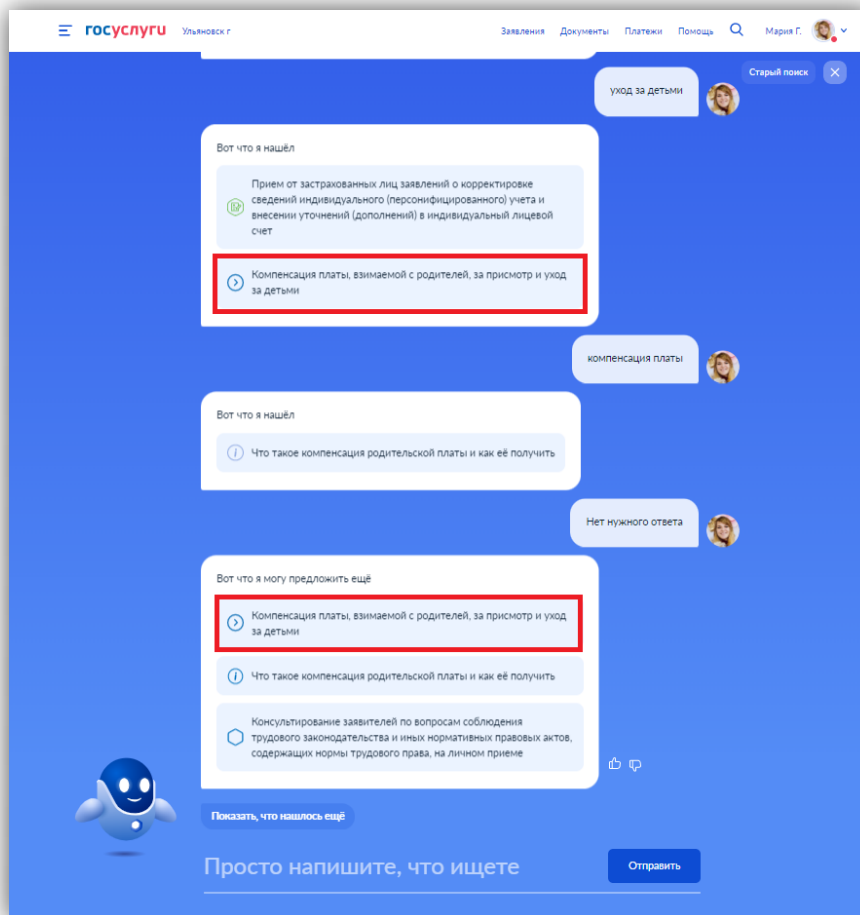 госуслуги Ульяновск г Заявления Документы Платежи Помощь Мария Г.
Старый поиск
уход за детьми
Вот что я нашёл
Прием от застрахованных лиц заявлений о корректировке
сведений индивидуального (персонифицированного) учета и
внесении уточнений (дополнений) в индивидуальный лицевой
счет
Компенсация платы, взимаемой с родителей, за присмотр и уход
за детьми
компенсация платы
Вот что я нашёл
Что такое компенсация родительской платы и как её получить
Нет нужного ответа
Вот что я могу предложить ещё
Компенсация платы, взимаемой с родителей, за присмотр и уход
за детьми
Что такое компенсация родительской платы и как её получить
Консультирование заявителей по вопросам соблюдения
трудового законодательства и иных нормативных правовых актов,
содержащих нормы трудового права, на личном приеме
Показать, что нашлось ещё
Просто напишите, что ищете
Отправить